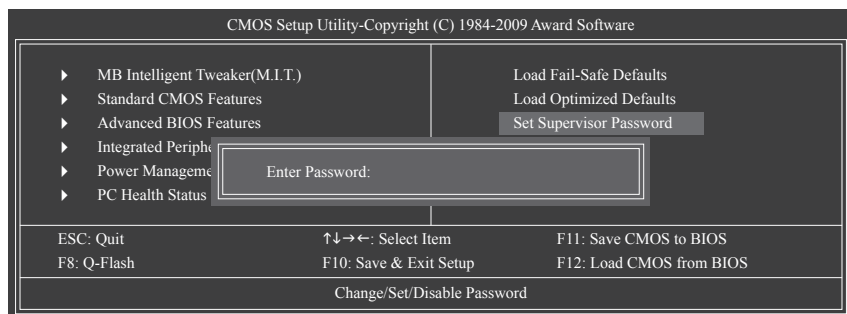 CMOS Setup Utility-Copyright (C) 1984-2009 Award Software
MB Intelligent Tweaker(M.I.T.)
Standard CMOS Features
Advanced BIOS Features
Integrated Periphe
Power Manageme
PC Health Status
Load Fail-Safe Defaults
Load Optimized Defaults
Set Supervisor Password
Enter Password:
ESC: Quit ↑↓→←: Select Item F11: Save CMOS to BIOS
F8: Q-Flash F10: Save & Exit Setup F12: Load CMOS from BIOS
Change/Set/Disable Password